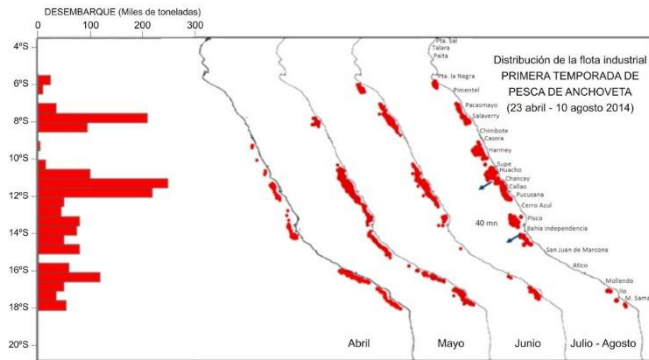 DESEMBARQUE (Miles de toneladas)
0 100 200 300
4°S
6°S
8°S
10°S
12°S
14°S
16°S
18°S
20°S
Distribución de la flota industrial
PRIMERA TEMPORADA DE
PESCA DE ANCHOVETA
(23 abril - 10 agosto 2014)
Pta. Sal
Talara
Paita
Pta. la Negra
Pimentel
Pacasmayo
Salaverry
Chimbote
Casma
Harmey
Supe
Huacho
Chancay
Callao
Pucusana
Cerro Azul
Pisco
Bahia Independencia
40 mn
San Juan de Marcona
Atico
Mollendo
Ilo
M. Sama
Abril
Mayo
Junio
Julio - Agosto